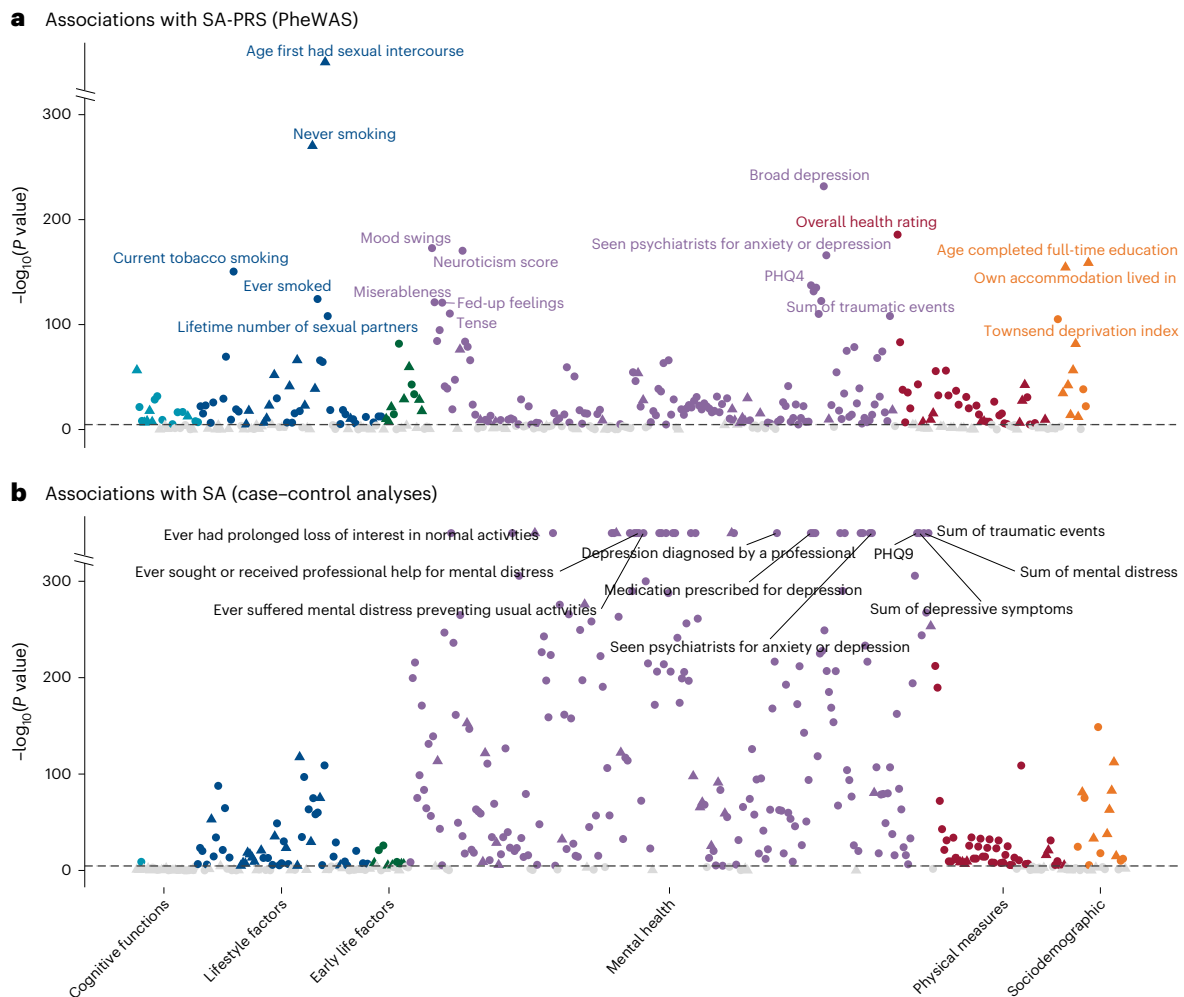 a Associations with SA-PRS (PheWAS)
Age first had sexual intercourse
300
Never smoking
Broad depression
200
Overall health rating
Mood swings
Seen psychiatrists for anxiety or depression
Age completed full-time education
Current tobacco smoking
Neuroticism score
PHQ4
Own accommodation lived in
Ever smoked
Miserableness
Fed-up feelings
Sum of traumatic events
100
Lifetime number of sexual partners
Tense
Townsend deprivation index
0
–log10(P value)
b Associations with SA (case–control analyses)
Ever had prolonged loss of interest in normal activities
Sum of traumatic events
Depression diagnosed by a professional
PHQ9
Ever sought or received professional help for mental distress
Sum of mental distress
300
Medication prescribed for depression
Ever suffered mental distress preventing usual activities
Sum of depressive symptoms
Seen psychiatrists for anxiety or depression
200
100
0
–log10(P value)
Cognitive functions
Lifestyle factors
Early life factors
Mental health
Physical measures
Sociodemographic